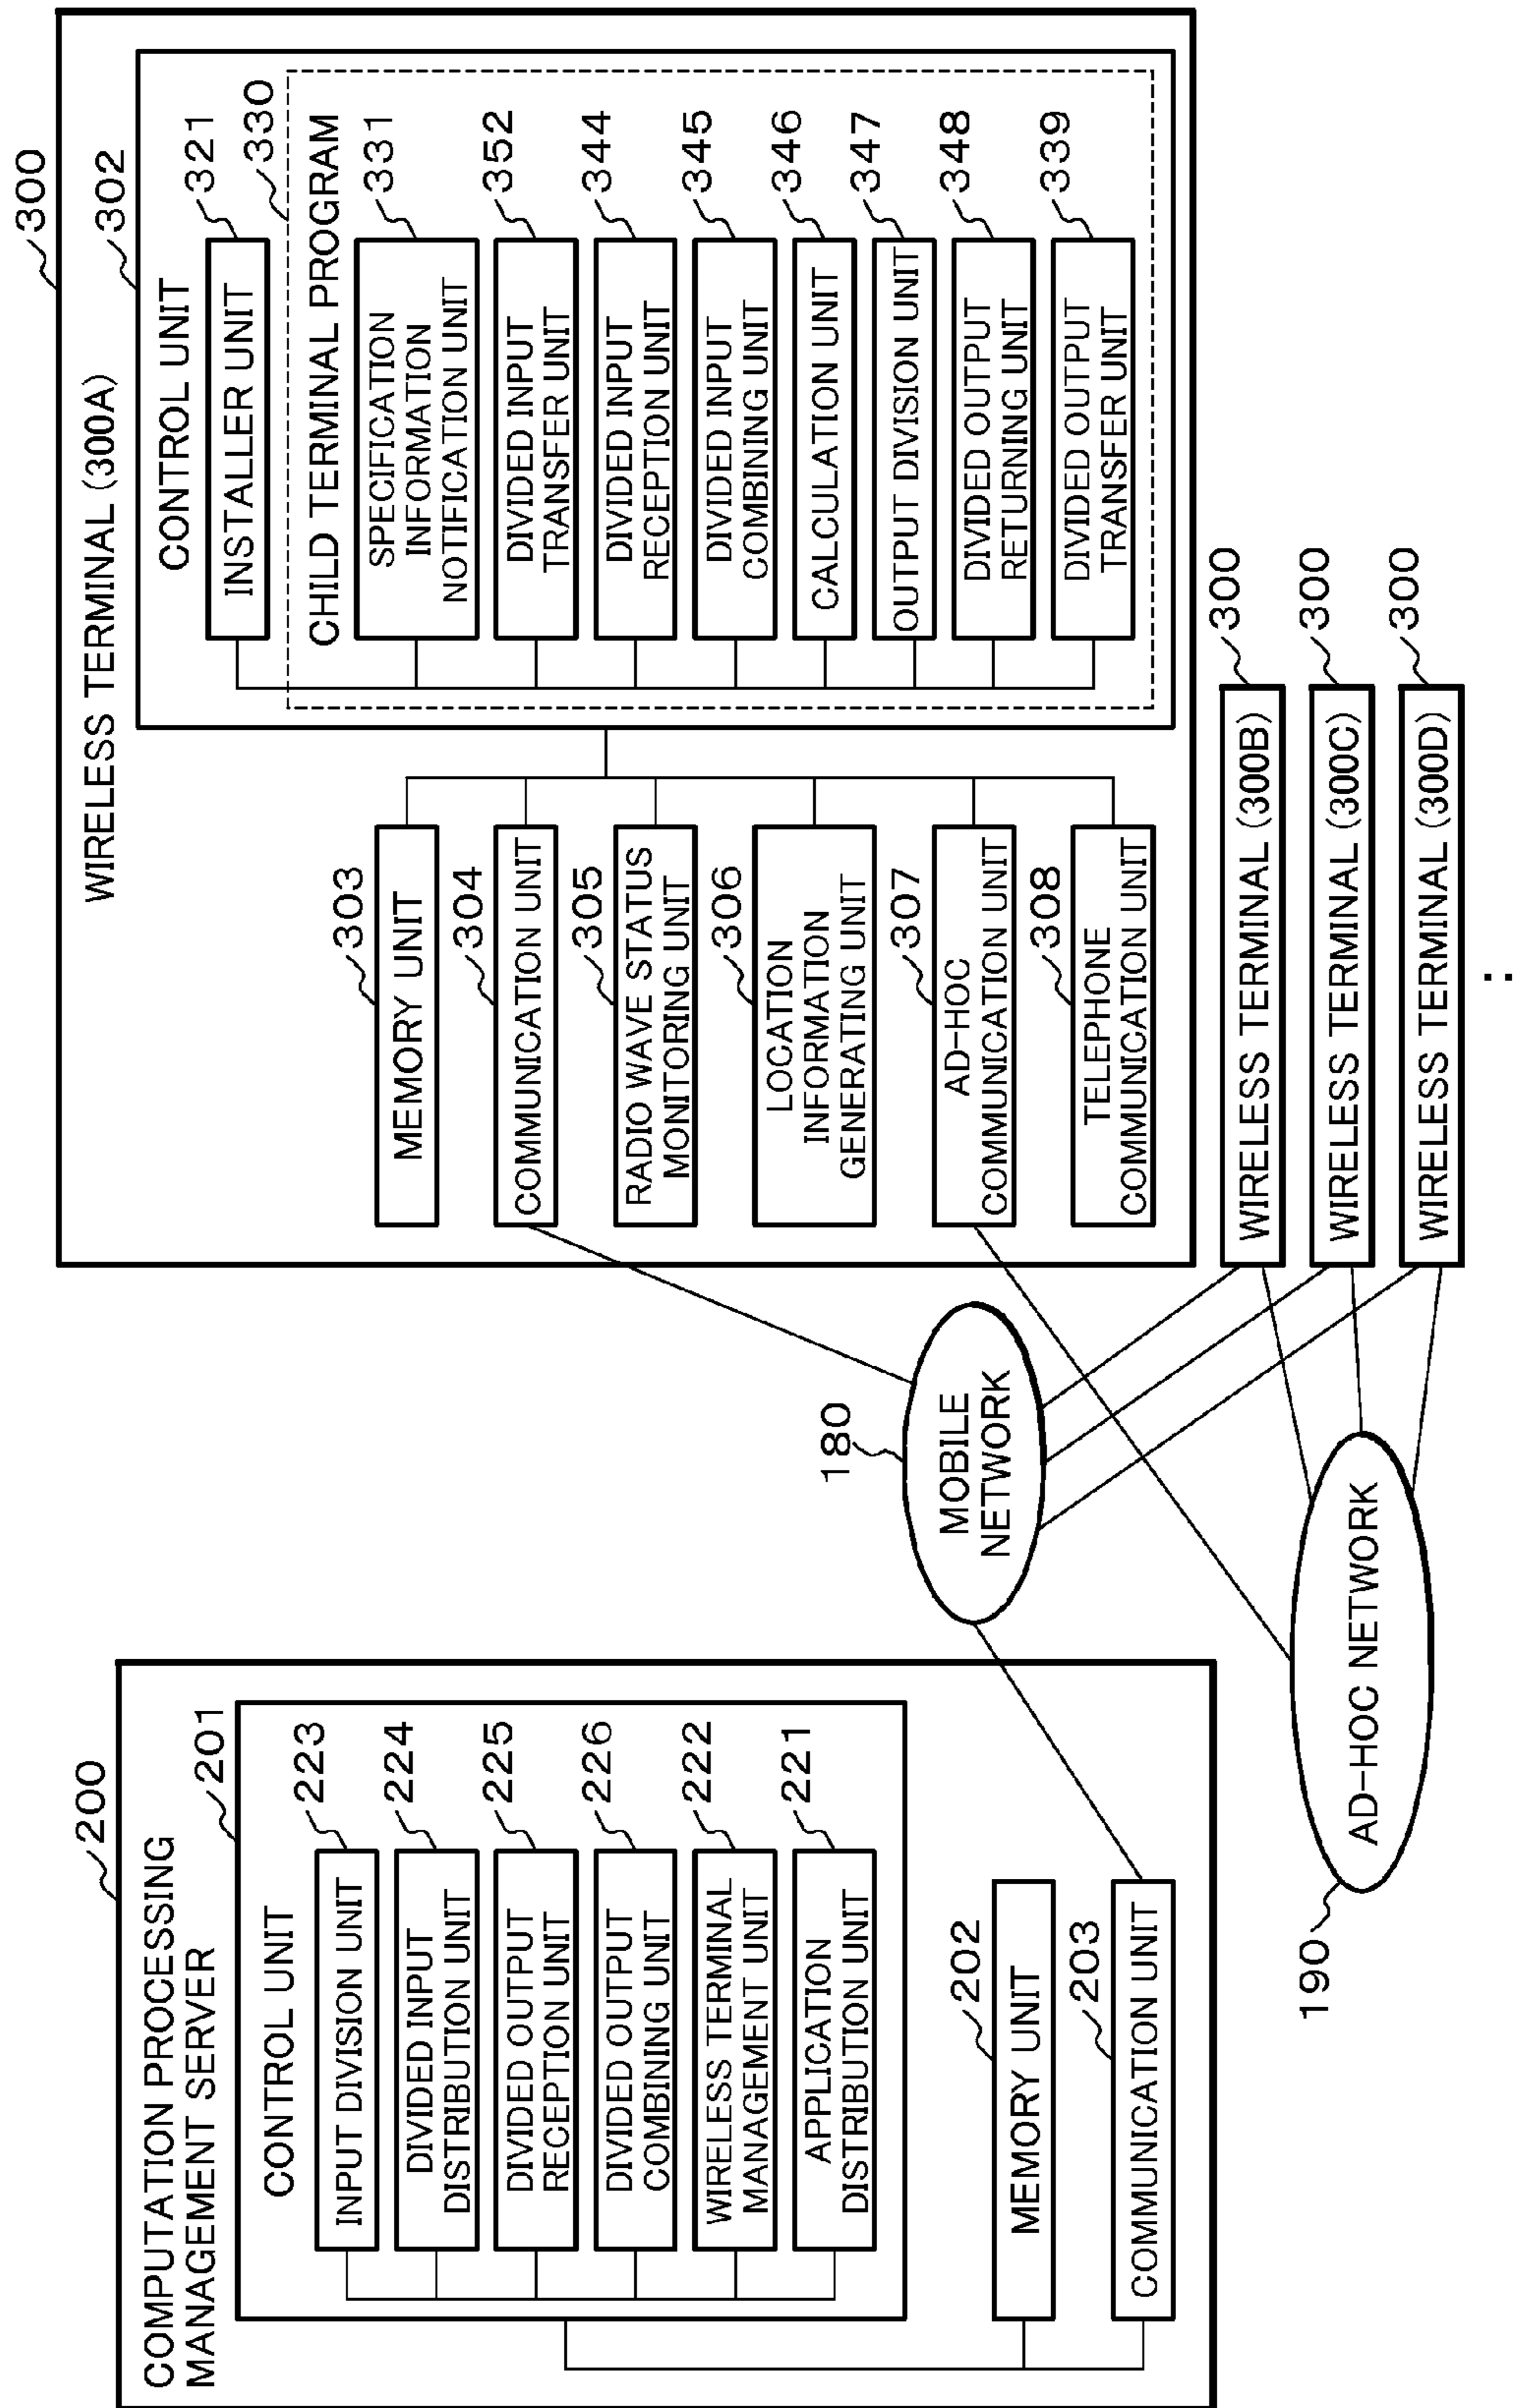 200
COMPUTATION PROCESSING
MANAGEMENT SERVER
201
CONTROL UNIT
223
INPUT DIVISION UNIT
224
DIVIDED INPUT
DISTRIBUTION UNIT
225
DIVIDED OUTPUT
RECEPTION UNIT
226
DIVIDED OUTPUT
COMBINING UNIT
222
WIRELESS TERMINAL
MANAGEMENT UNIT
221
APPLICATION
DISTRIBUTION UNIT
202
MEMORY UNIT
203
COMMUNICATION UNIT
180
MOBILE
NETWORK
190
AD-HOC NETWORK
300
WIRELESS TERMINAL (300A)
303
MEMORY UNIT
304
COMMUNICATION UNIT
305
RADIO WAVE STATUS
MONITORING UNIT
306
LOCATION
INFORMATION
GENERATING UNIT
307
AD-HOC
COMMUNICATION UNIT
308
TELEPHONE
COMMUNICATION UNIT
302
CONTROL UNIT
321
INSTALLER UNIT
330
CHILD TERMINAL PROGRAM
331
SPECIFICATION
INFORMATION
NOTIFICATION UNIT
352
DIVIDED INPUT
TRANSFER UNIT
344
DIVIDED INPUT
RECEPTION UNIT
345
DIVIDED INPUT
COMBINING UNIT
346
CALCULATION UNIT
347
OUTPUT DIVISION UNIT
348
DIVIDED OUTPUT
RETURNING UNIT
339
DIVIDED OUTPUT
TRANSFER UNIT
300
WIRELESS TERMINAL (300B)
300
WIRELESS TERMINAL (300C)
300
WIRELESS TERMINAL (300D)